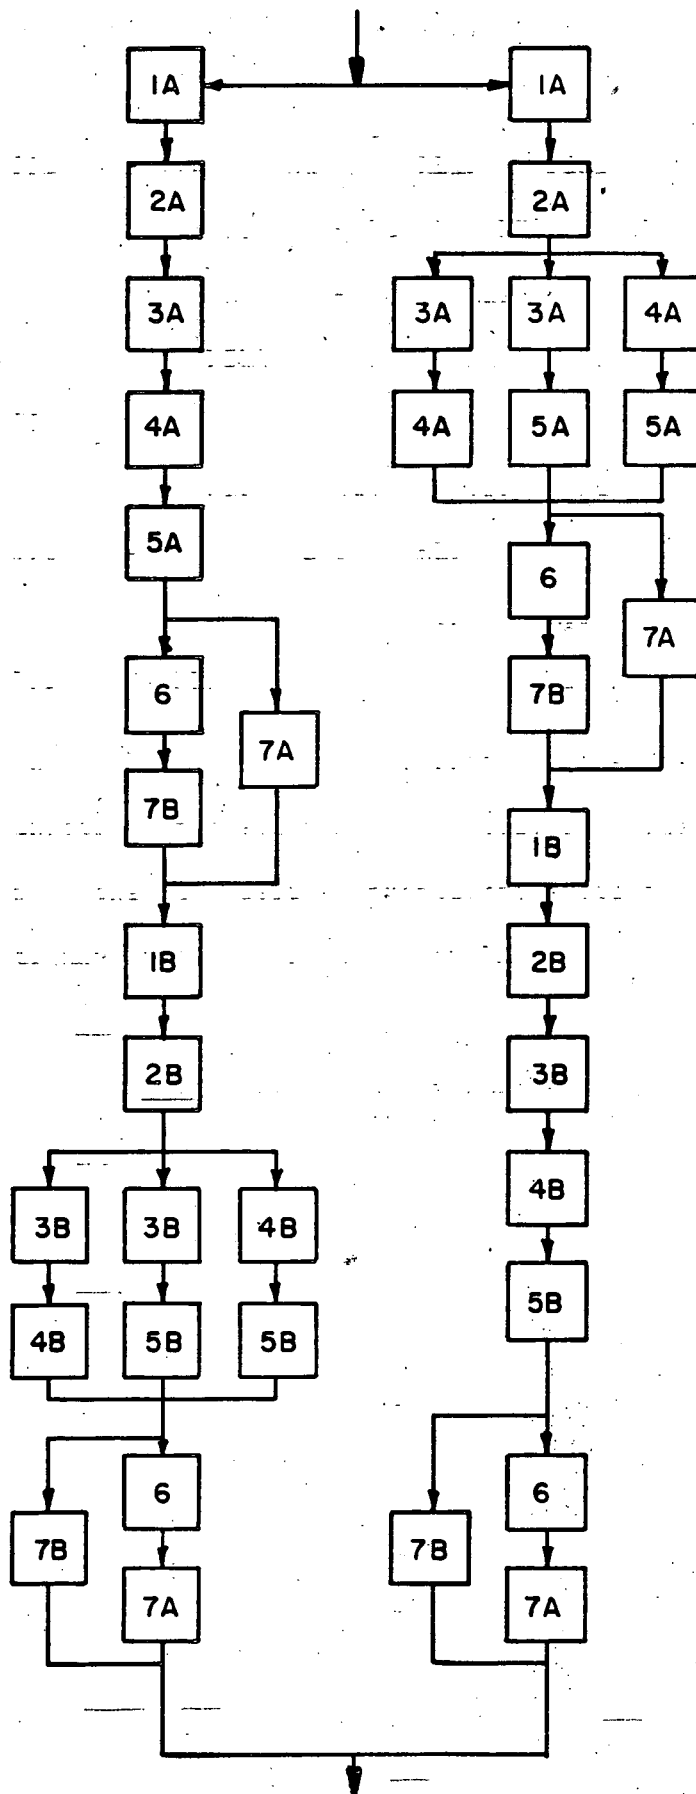 1A 1A
2A 2A
3A 3A 3A 4A
4A 4A 5A 5A
5A
6
7A
6 7B
7A
7B
1B
1B 2B
2B 3B
4B
3B 3B 4B
5B
4B 5B 5B
6 6
7B 7B
7A 7A